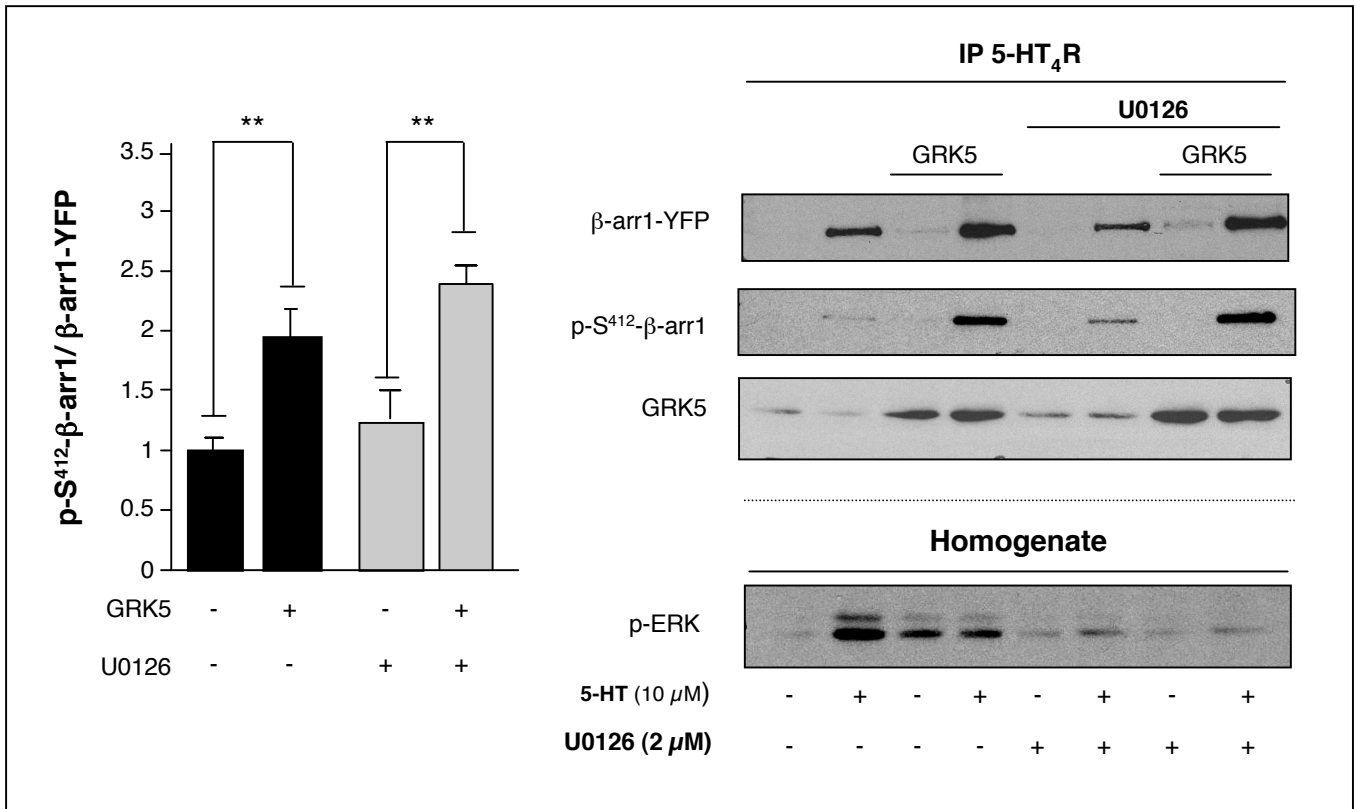 ** **
3.5
3
2.5
2
1.5
1
0.5
0
p-S412-β-arr1/ β-arr1-YFP
GRK5 - + - +
U0126 - - + +
IP 5-HT4R
U0126
GRK5 GRK5
β-arr1-YFP
p-S412-β-arr1
GRK5
Homogenate
p-ERK
5-HT (10 µM) - + - + - + - +
U0126 (2 µM) - - - - + + + +